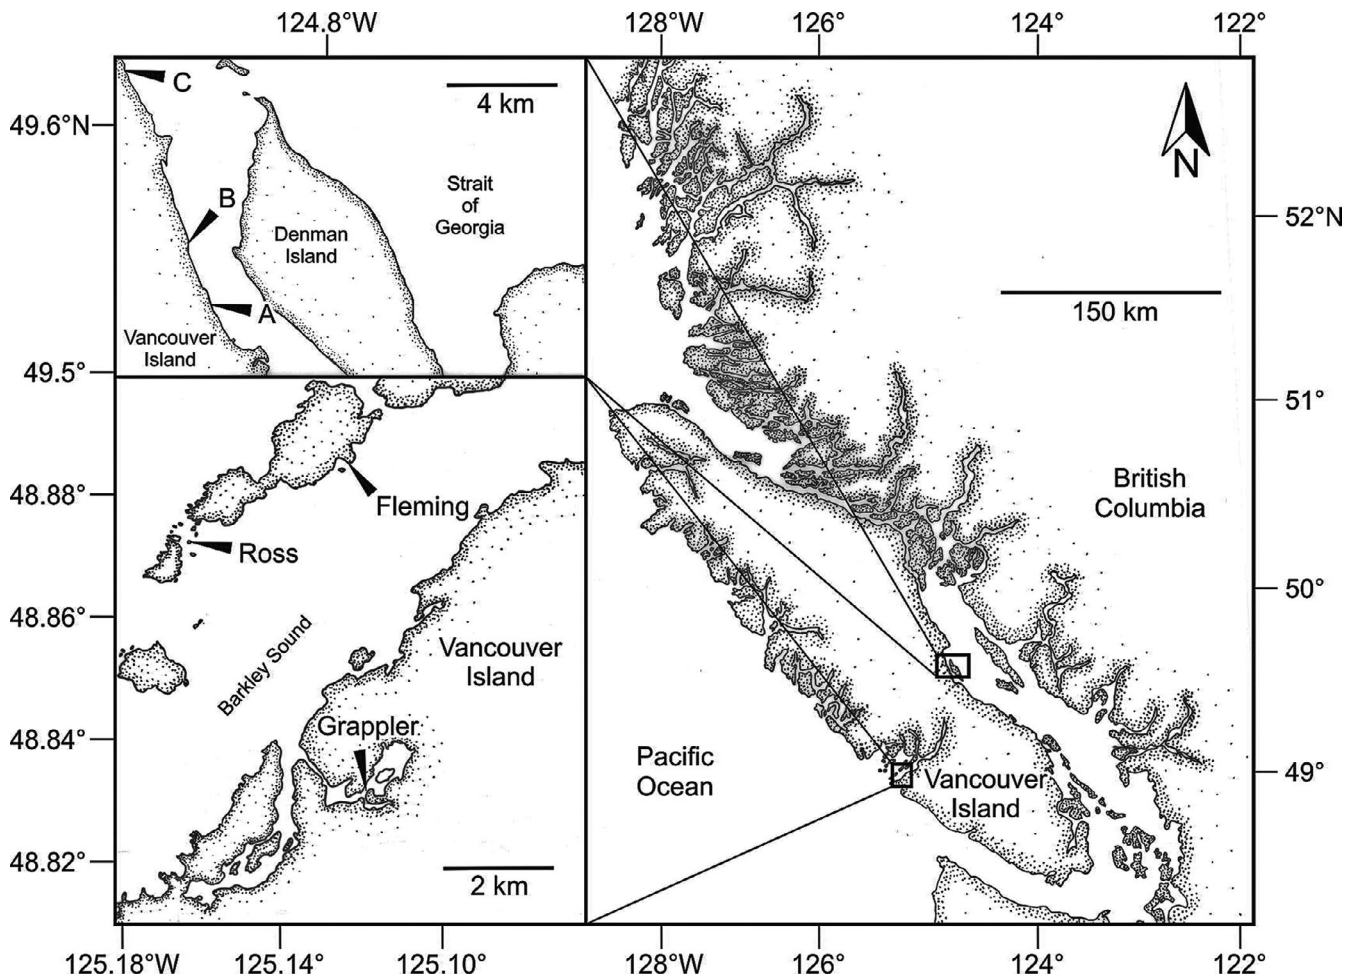 124.8°W
128°W
126°
124°
122°
C
4 km
49.6°N
N
B
Strait
of
Georgia
52°N
Denman
Island
150 km
A
Vancouver
Island
49.5°
51°
British
Columbia
48.88°
Fleming
Ross
50°
48.86°
Barkley Sound
Vancouver
Island
Grappler
48.84°
Pacific
Ocean
Vancouver
Island
49°
48.82°
2 km
125.18°W
125.14°
125.10°
128°W
126°
124°
122°